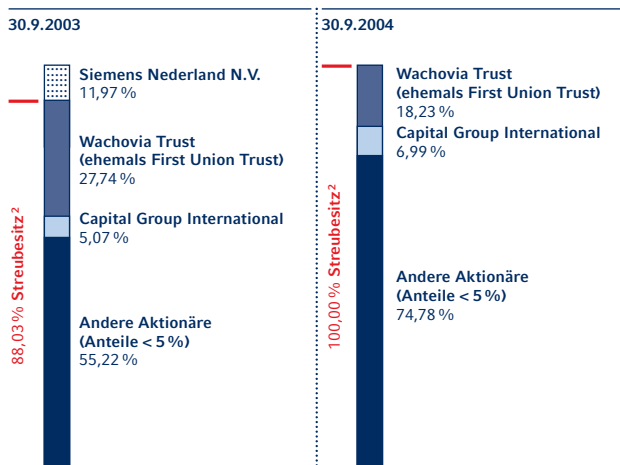 30.9.2003
Siemens Nederland N.V.
11,97 %
Wachovia Trust
(ehemals First Union Trust)
27,74 %
Capital Group International
5,07 %
Andere Aktionäre
(Anteile < 5 %)
55,22 %
88,03 % Streubesitz²
30.9.2004
Wachovia Trust
(ehemals First Union Trust)
18,23 %
Capital Group International
6,99 %
Andere Aktionäre
(Anteile < 5 %)
74,78 %
100,00 % Streubesitz²